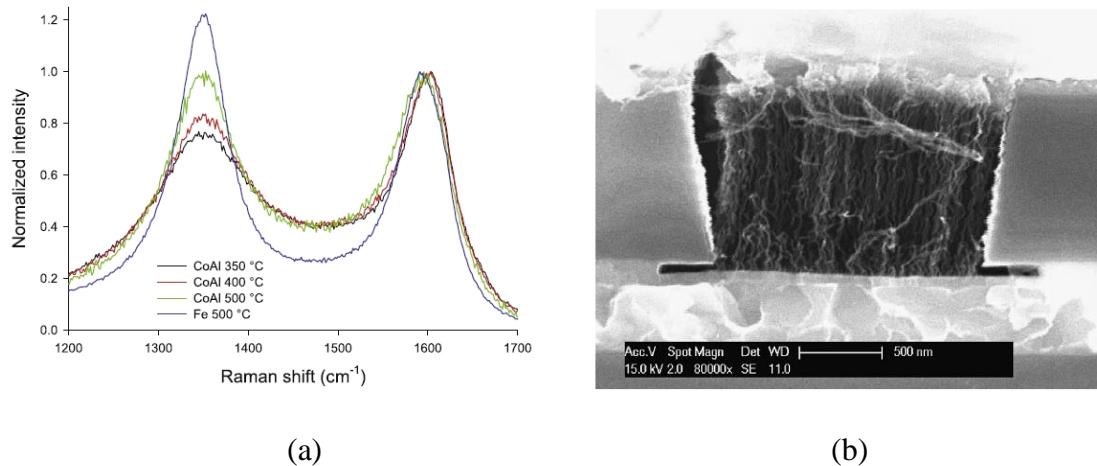 1.2
1.0
0.8
0.6
0.4
0.2
0.0
Normalized intensity
CoAl 350 °C
CoAl 400 °C
CoAl 500 °C
Fe 500 °C
1200 1300 1400 1500 1600 1700
Raman shift (cm-1)
Acc.V Spot Magn Det WD 500 nm
15.0 kV 2.0 80000x SE 11.0
(a) (b)